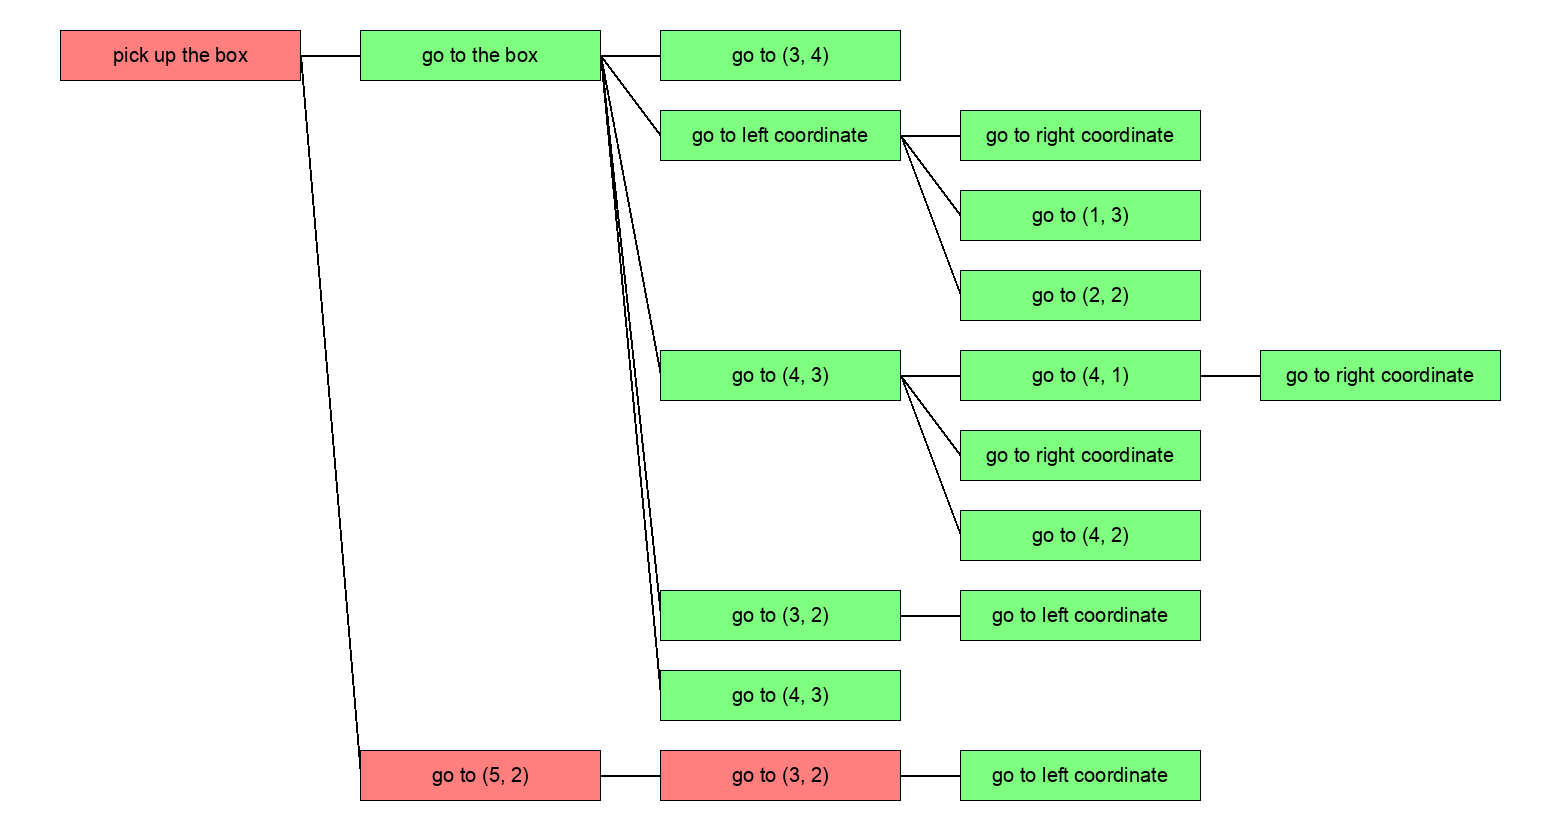 pick up the box
go to the box
go to (3, 4)
go to left coordinate
go to right coordinate
go to (1, 3)
go to (2, 2)
go to (4, 3)
go to (4, 1)
go to right coordinate
go to right coordinate
go to (4, 2)
go to (3, 2)
go to left coordinate
go to (4, 3)
go to (5, 2)
go to (3, 2)
go to left coordinate